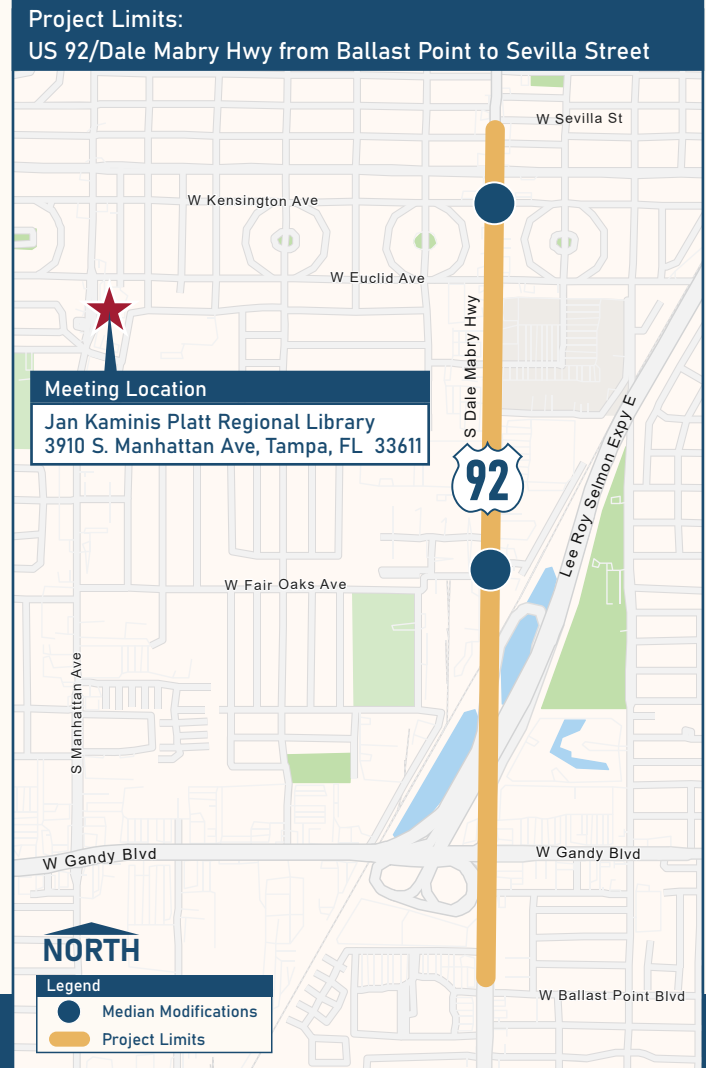 Project Limits:
US 92/Dale Mabry Hwy from Ballast Point to Sevilla Street
W Sevilla St
W Kensington Ave
W Euclid Ave
S Dale Mabry Hwy
Meeting Location
Jan Kaminis Platt Regional Library
3910 S. Manhattan Ave, Tampa, FL 33611
92
Lee Roy Selmon Expy E
W Fair Oaks Ave
S Manhattan Ave
W Gandy Blvd
W Gandy Blvd
NORTH
Legend
Median Modifications
Project Limits
W Ballast Point Blvd